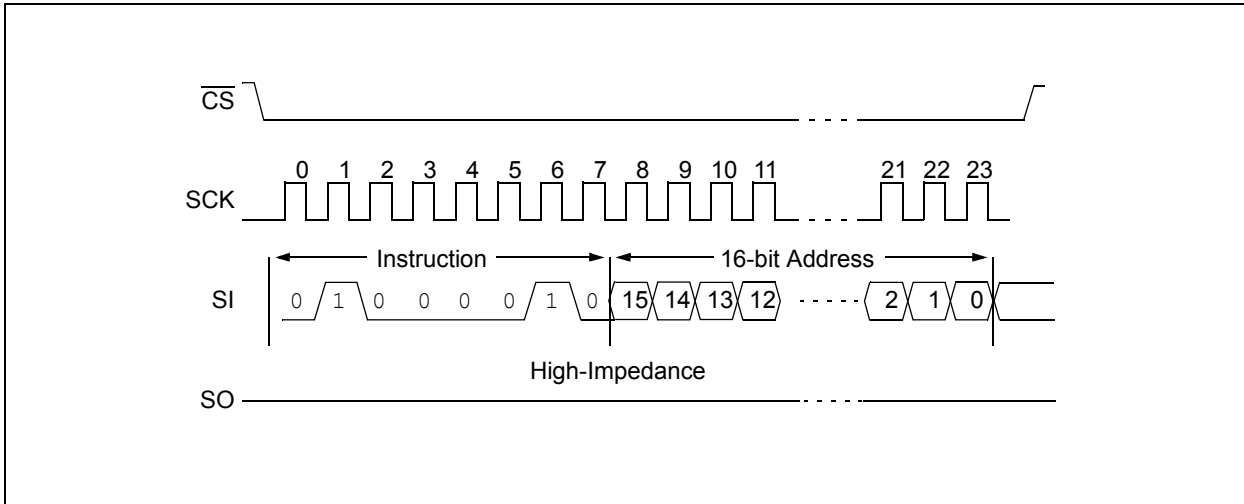 CS
0 1 2 3 4 5 6 7 8 9 10 11 21 22 23
SCK
Instruction 16-bit Address
SI 0 1 0 0 0 0 1 0 15 14 13 12 2 1 0
High-Impedance
SO